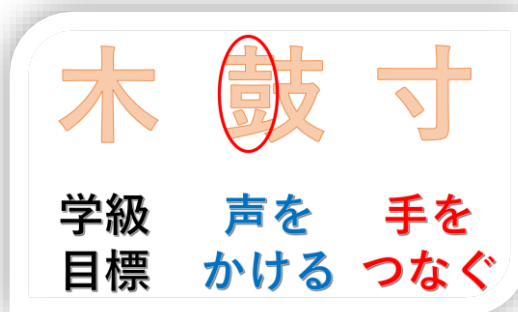 木 鼓 寸
学級 声を 手を
目標 かける つなぐ